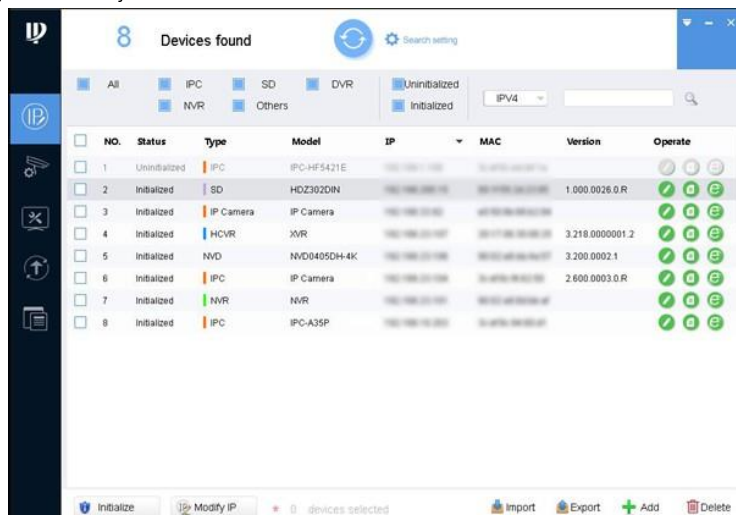 IP
8 Devices found Search setting
All IPC SD DVR Uninitialized
NVR Others Initialized IPV4
IP
NO. Status Type Model IP MAC Version Operate
1 Uninitialized IPC IPC-HF5421E
2 Initialized SD HDZ302DIN 1.000.0026.0.R
3 Initialized IP Camera IP Camera
4 Initialized HCVR XVR 3.218.0000001.2
5 Initialized NVD NVD0405DH-4K 3.200.0002.1
6 Initialized IPC IP Camera 2.600.0003.0.R
7 Initialized NVR NVR
8 Initialized IPC IPC-A35P
Initialize IP Modify IP * 0 devices selected Import Export Add Delete